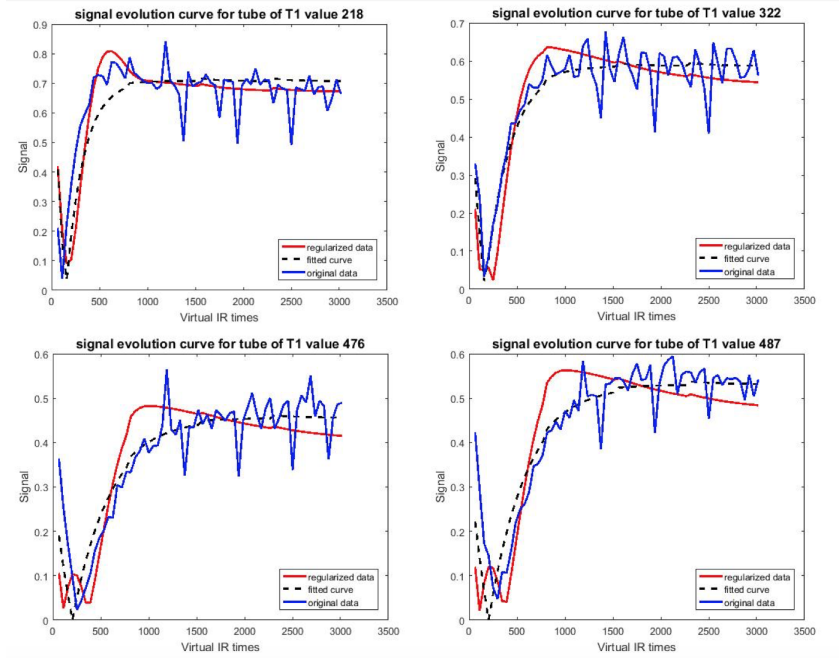 signal evolution curve for tube of T1 value 218
0.9
0.8
0.7
0.6
0.5
0.4
0.3
0.2
0.1
0
Signal
regularized data
fitted curve
original data
0 500 1000 1500 2000 2500 3000 3500
Virtual IR times
signal evolution curve for tube of T1 value 322
0.7
0.6
0.5
0.4
0.3
0.2
0.1
0
Signal
regularized data
fitted curve
original data
0 500 1000 1500 2000 2500 3000 3500
Virtual IR times
signal evolution curve for tube of T1 value 476
0.6
0.5
0.4
0.3
0.2
0.1
0
Signal
regularized data
fitted curve
original data
0 500 1000 1500 2000 2500 3000 3500
Virtual IR times
signal evolution curve for tube of T1 value 487
0.6
0.5
0.4
0.3
0.2
0.1
0
Signal
regularized data
fitted curve
original data
0 500 1000 1500 2000 2500 3000 3500
Virtual IR times